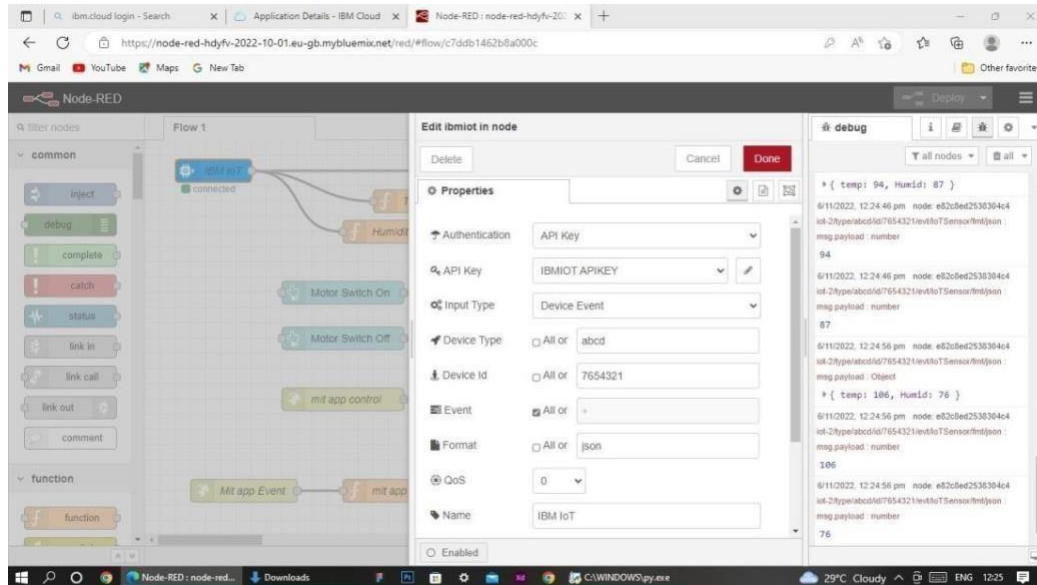 ibm.cloud login - Search
Application Details - IBM Cloud
Node-RED : node-red-hdyfv-202
https://node-red-hdyfv-2022-10-01.eu-gb.mybluemix.net/red/#flow/c7ddb1462b8a000c
Gmail
YouTube
Maps
New Tab
Other favorite
Node-RED
Deploy
filter nodes
Flow 1
Edit ibmiot in node
debug
common
Delete
Cancel
Done
all nodes
all
inject
debug
complete
catch
status
link in
link call
link out
comment
function
function
IBM IoT
connected
Humidit
Motor Switch On
Motor Switch Off
mit app control
Mit app Event
mit app
Properties
Authentication
API Key
API Key
IBMIOT APIKEY
Input Type
Device Event
Device Type
All or
abcd
Device Id
All or
7654321
Event
All or
+
Format
All or
json
QoS
0
Name
IBM IoT
Enabled
{ temp: 94, Humid: 87 }
6/11/2022, 12:24:46 pm node: e82c8ed2538304c4
iot-2/type/abcd/id/7654321/evt/IoTSensor/fmt/json :
msg.payload : number
94
6/11/2022, 12:24:46 pm node: e82c8ed2538304c4
iot-2/type/abcd/id/7654321/evt/IoTSensor/fmt/json :
msg.payload : number
87
6/11/2022, 12:24:56 pm node: e82c8ed2538304c4
iot-2/type/abcd/id/7654321/evt/IoTSensor/fmt/json :
msg.payload : Object
{ temp: 106, Humid: 76 }
6/11/2022, 12:24:56 pm node: e82c8ed2538304c4
iot-2/type/abcd/id/7654321/evt/IoTSensor/fmt/json :
msg.payload : number
106
6/11/2022, 12:24:56 pm node: e82c8ed2538304c4
iot-2/type/abcd/id/7654321/evt/IoTSensor/fmt/json :
msg.payload : number
76
Node-RED : node-red...
Downloads
C:\WINDOWS\py.exe
29°C Cloudy
ENG
12:25